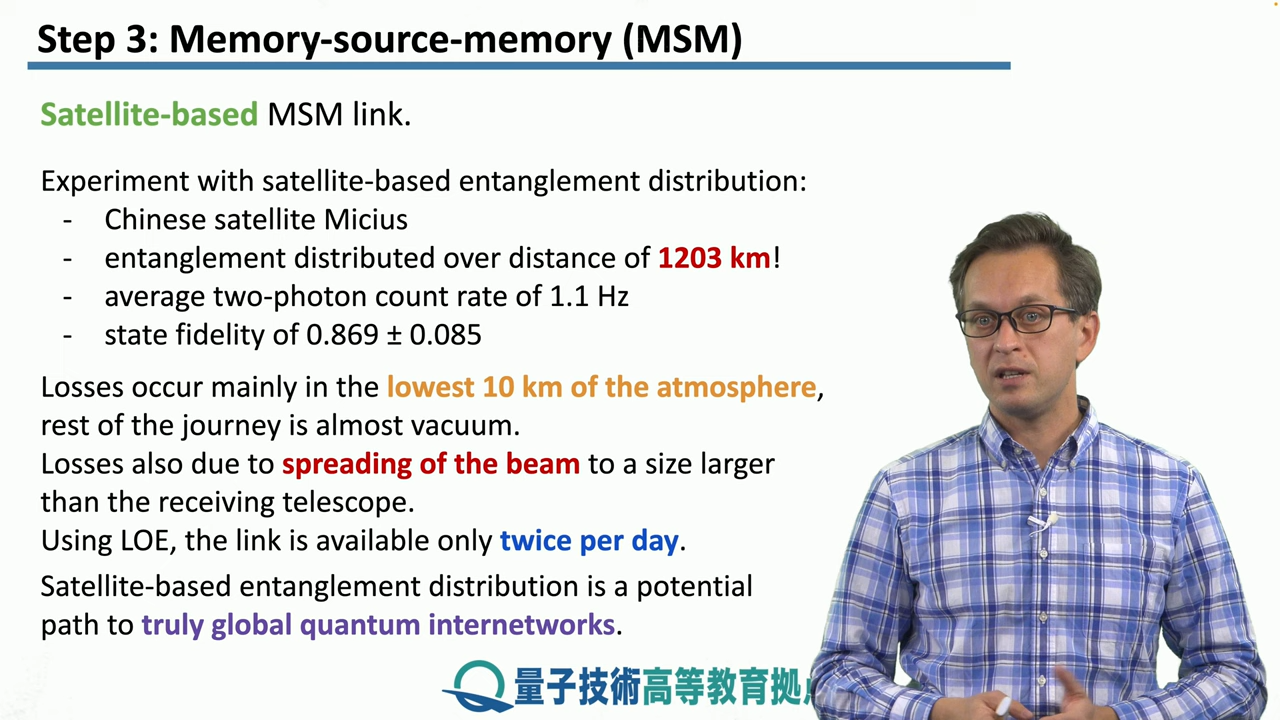 Step 3: Memory-source-memory (MSM)
Satellite-based MSM link.
Experiment with satellite-based entanglement distribution:
- Chinese satellite Micius
- entanglement distributed over distance of 1203 km!
- average two-photon count rate of 1.1 Hz
- state fidelity of 0.869 ± 0.085
Losses occur mainly in the lowest 10 km of the atmosphere,
rest of the journey is almost vacuum.
Losses also due to spreading of the beam to a size larger
than the receiving telescope.
Using LOE, the link is available only twice per day.
Satellite-based entanglement distribution is a potential
path to truly global quantum internetworks.
量子技術高等教育拠